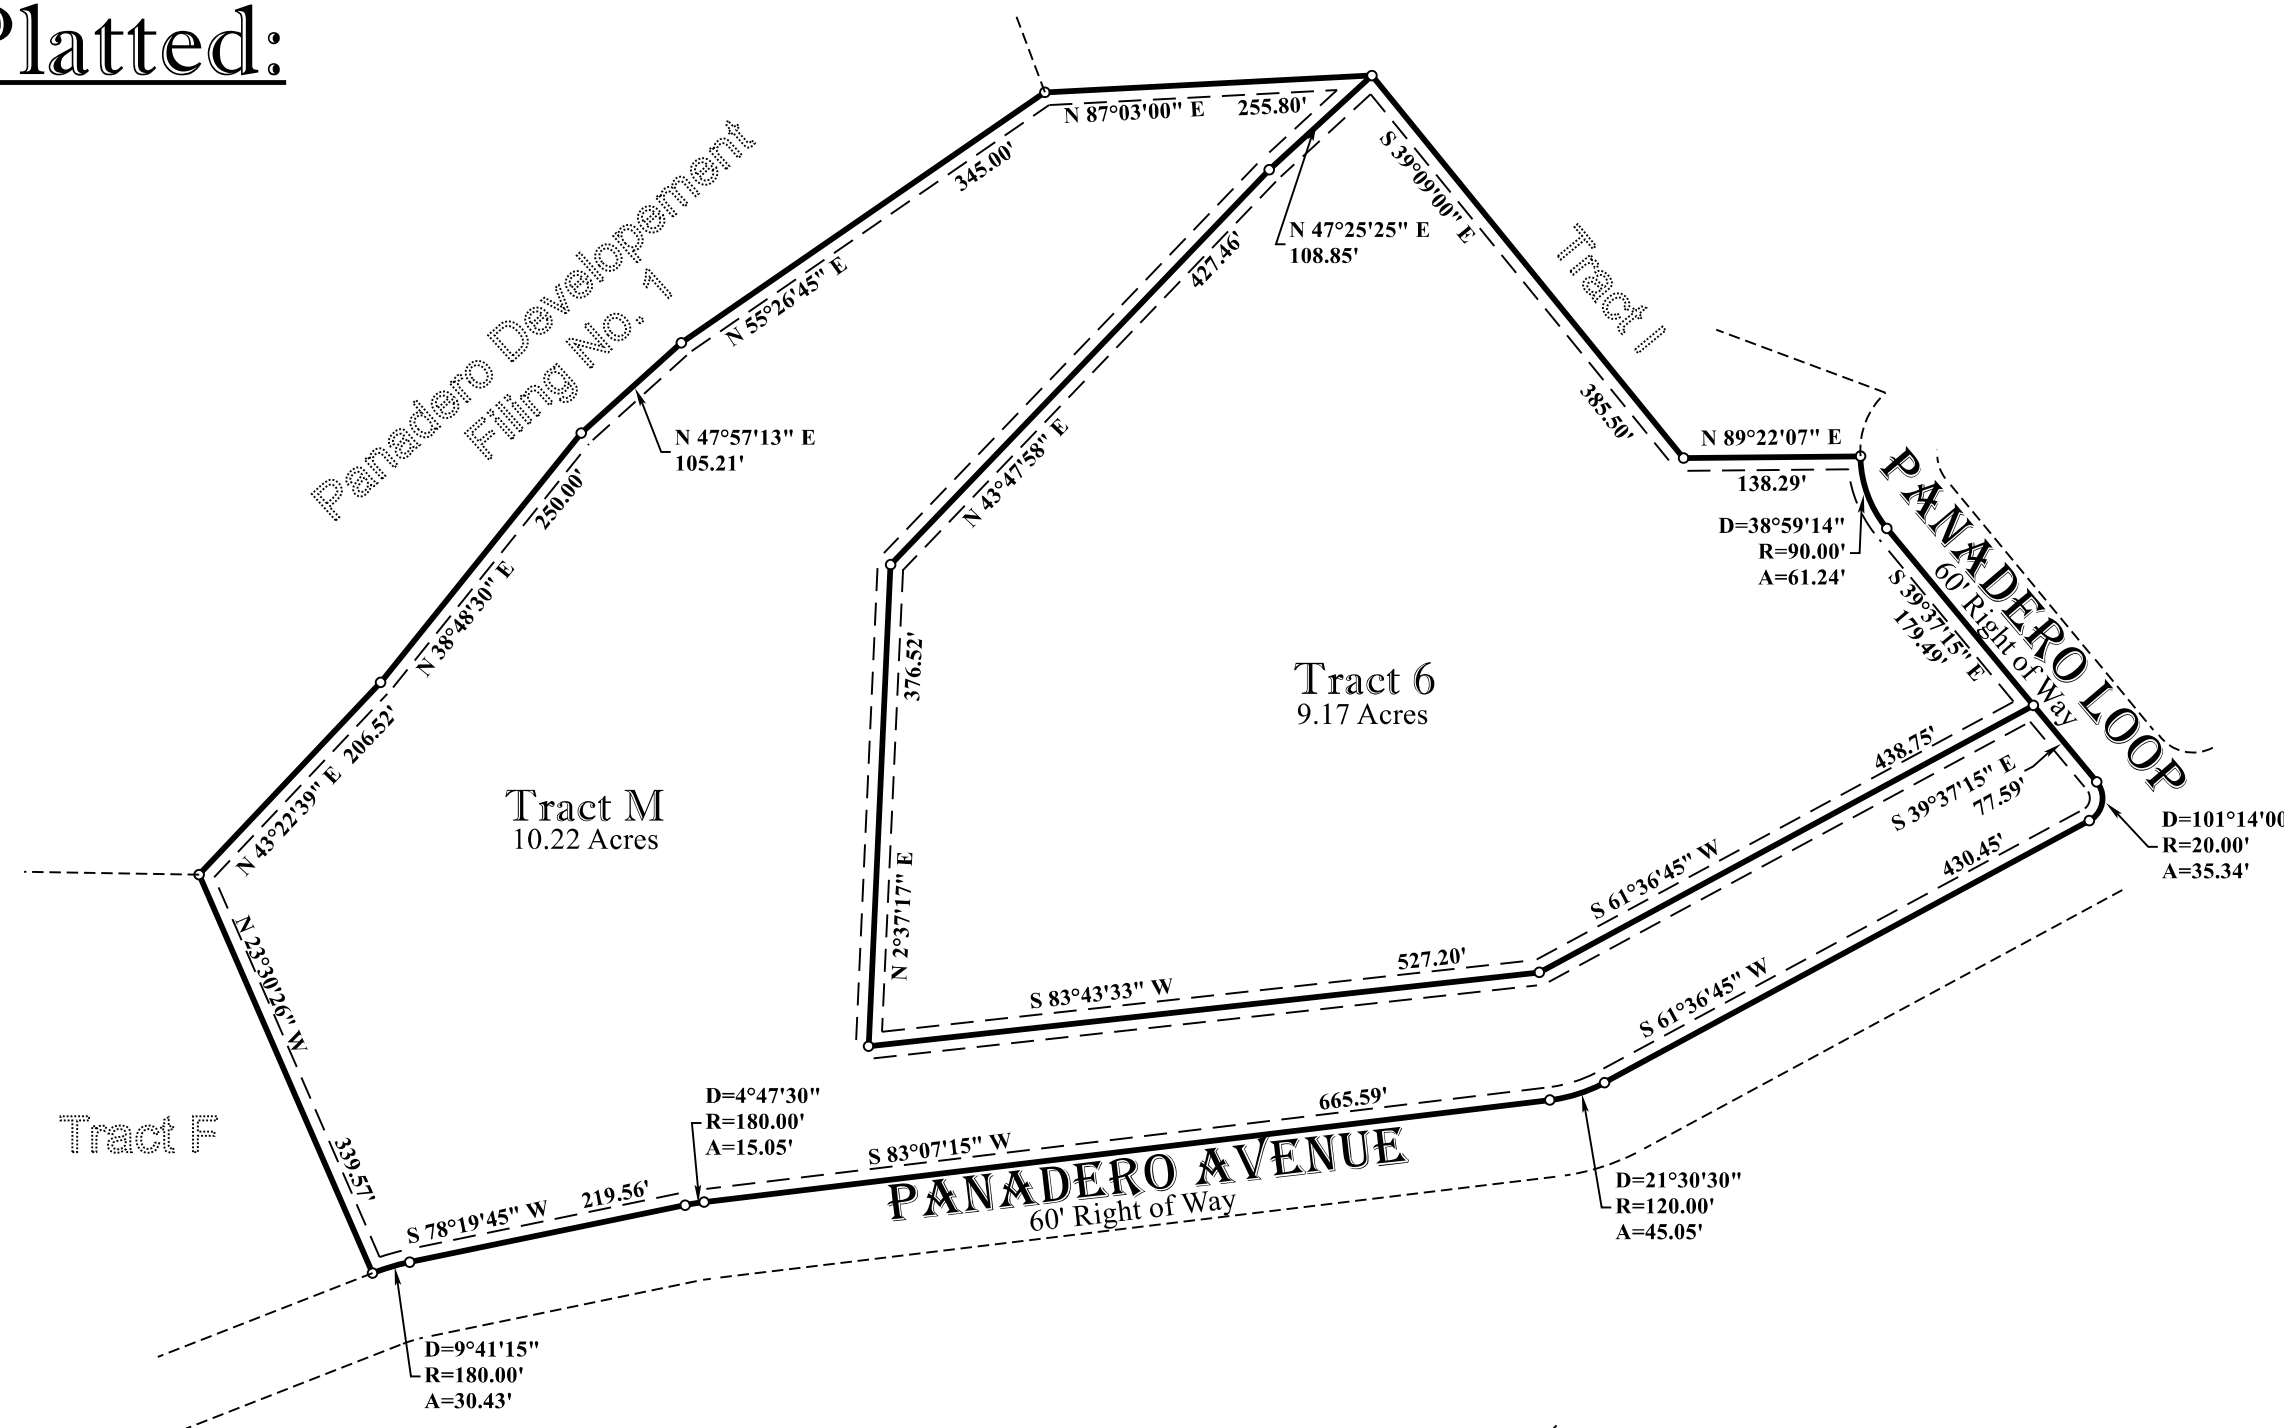 Platted:
N 87°03'00" E 255.80'
345.00'
N 55°26'45" E
Panadero Developement
Filing No. 1
N 47°57'13" E
105.21'
250.00'
N 38°48'30" E
206.52'
N 43°22'39" E
N 47°25'25" E
108.85'
427.46'
N 43°47'58" E
S 39°09'00" E
385.50'
Tract I
N 89°22'07" E
138.29'
D=38°59'14"
R=90.00'
A=61.24'
PANADERO LOOP
60' Right of Way
S 39°37'15" E
179.49'
376.52'
N 2°37'17" E
Tract 6
9.17 Acres
Tract M
10.22 Acres
438.75'
S 61°36'45" W
S 39°37'15" E
77.59'
D=101°14'00
R=20.00'
A=35.34'
430.45'
S 61°36'45" W
527.20'
S 83°43'33" W
N 23°30'26" W
339.57'
Tract F
D=4°47'30"
R=180.00'
A=15.05'
665.59'
S 83°07'15" W
S 78°19'45" W 219.56'
PANADERO AVENUE
60' Right of Way
D=21°30'30"
R=120.00'
A=45.05'
D=9°41'15"
R=180.00'
A=30.43'